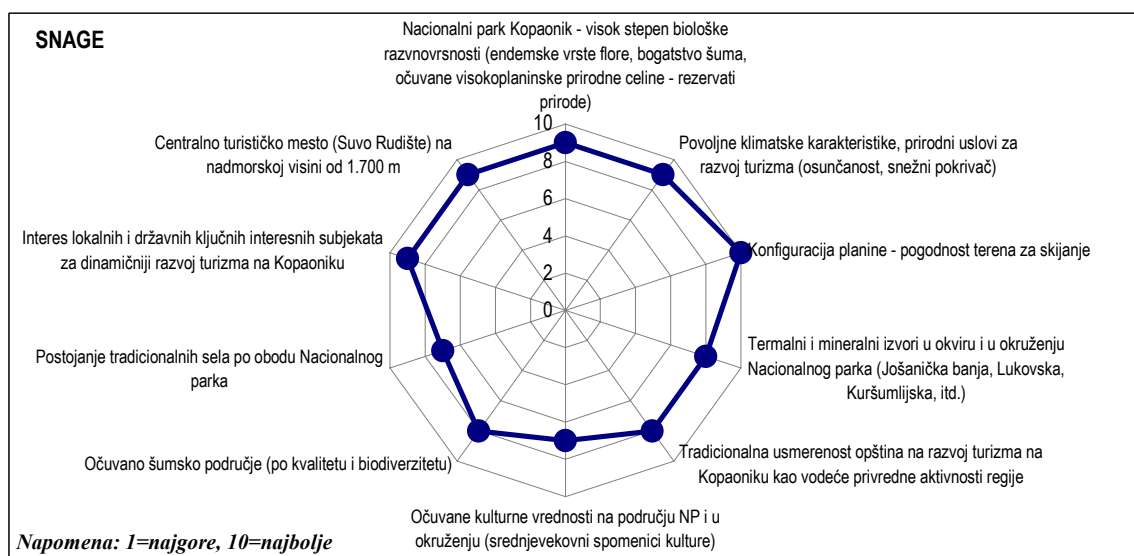 SNAGE
Nacionalni park Kopaonik - visok stepen biološke
razvnovrsnosti (endemske vrste flore, bogatstvo šuma,
očuvane visokoplaninske prirodne celine - rezervati
prirode)
Povoljne klimatske karakteristike, prirodni uslovi za
razvoj turizma (osunčanost, snežni pokrivač)
Konfiguracija planine - pogodnost terena za skijanje
Termalni i mineralni izvori u okviru i u okruženju
Nacionalnog parka (Jošanička banja, Lukovska,
Kuršumlijska, itd.)
Tradicionalna usmerenost opština na razvoj turizma na
Kopaoniku kao vodeće privredne aktivnosti regije
Očuvane kulturne vrednosti na području NP i u
okruženju (srednjevekovni spomenici kulture)
Očuvano šumsko područje (po kvalitetu i biodiverzitetu)
Postojanje tradicionalnih sela po obodu Nacionalnog
parka
Interes lokalnih i državnih ključnih interesnih subjekata
za dinamičniji razvoj turizma na Kopaoniku
Centralno turističko mesto (Suvo Rudište) na
nadmorskoj visini od 1.700 m
10
8
6
4
2
0
Napomena: 1=najgore, 10=najbolje